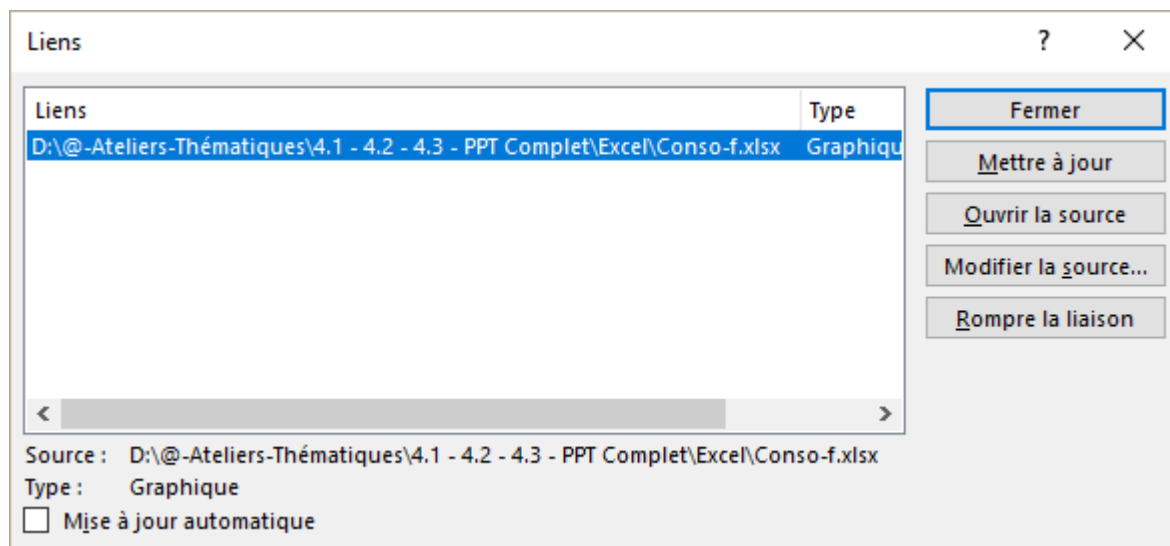 Liens
?
Liens Type
D:\@-Ateliers-Thématiques\4.1 - 4.2 - 4.3 - PPT Complet\Excel\Conso-f.xlsx Graphiqu
Fermer
Mettre à jour
Ouvrir la source
Modifier la source...
Rompre la liaison
Source : D:\@-Ateliers-Thématiques\4.1 - 4.2 - 4.3 - PPT Complet\Excel\Conso-f.xlsx
Type : Graphique
Mise à jour automatique